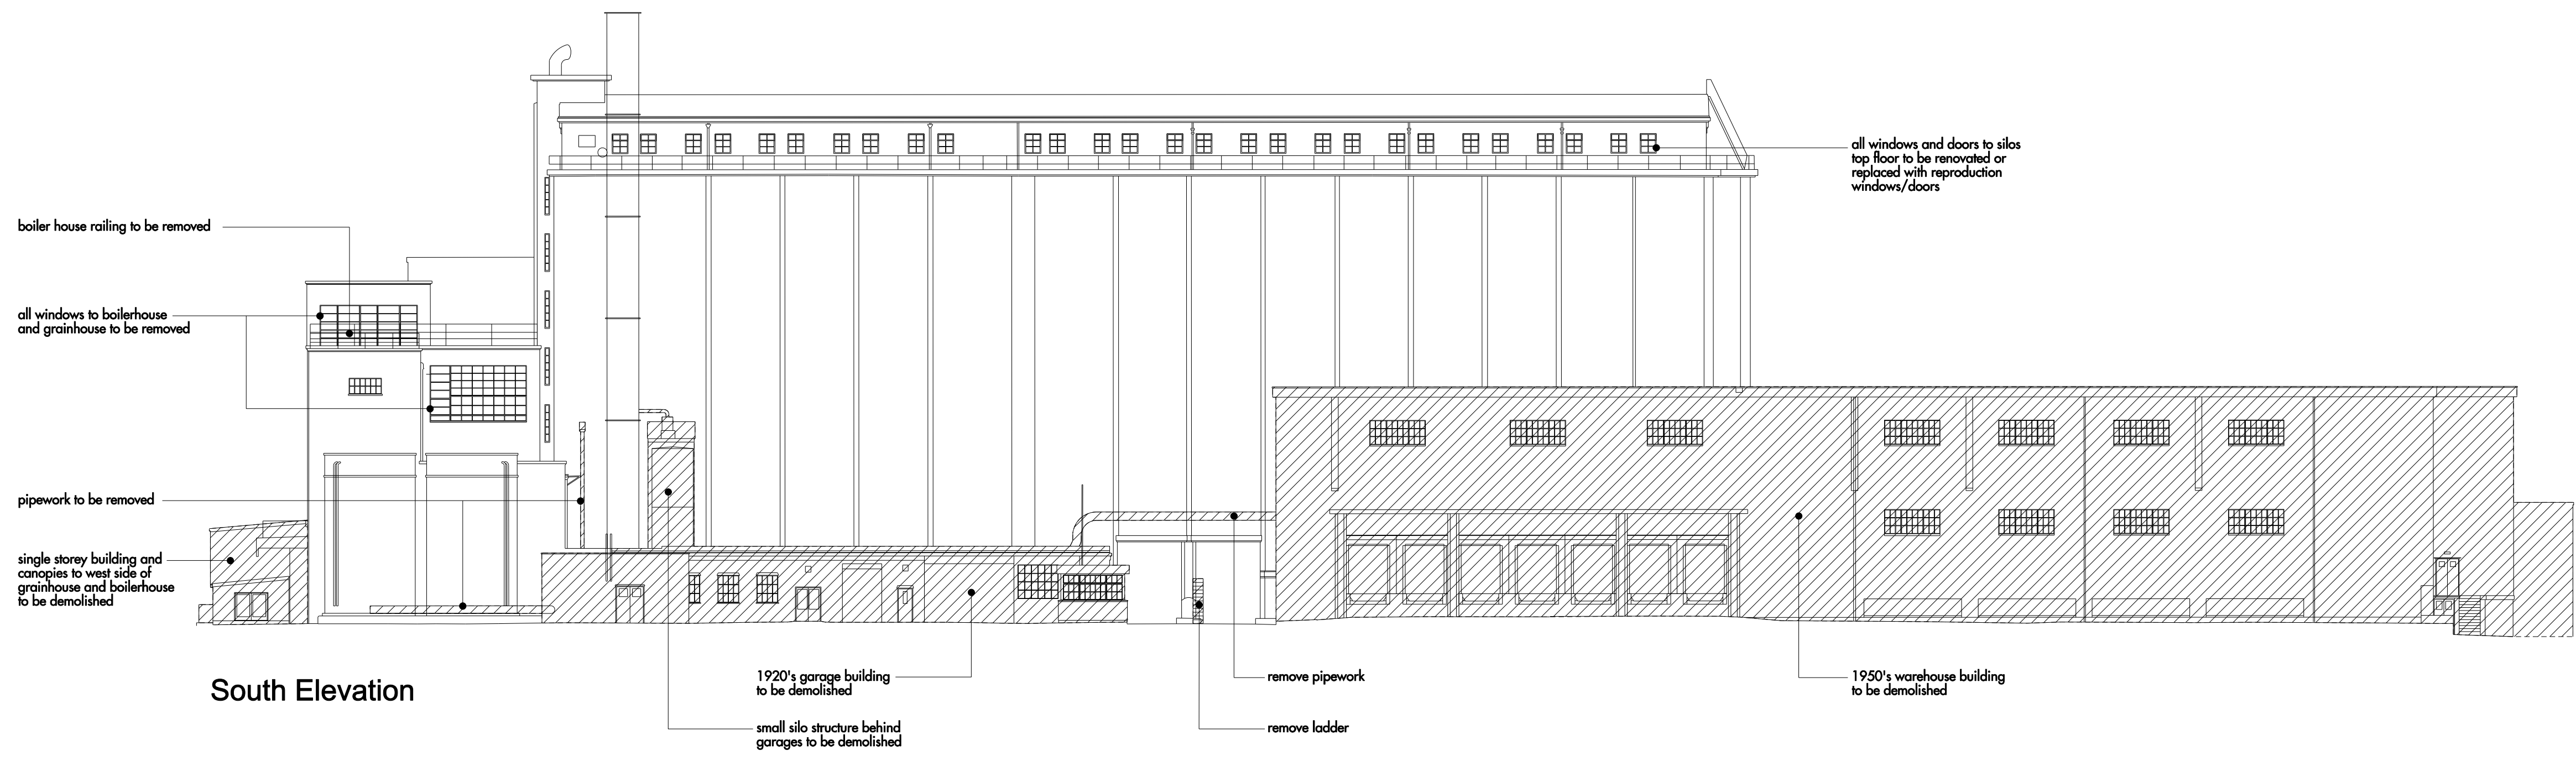 all windows and doors to silos
top floor to be renovated or
replaced with reproduction
windows/doors
boiler house railing to be removed
all windows to boilerhouse
and grainhouse to be removed
pipework to be removed
single storey building and
canopies to west side of
grainhouse and boilerhouse
to be demolished
1920's garage building
to be demolished
remove pipework
1950's warehouse building
to be demolished
South Elevation
small silo structure behind
garages to be demolished
remove ladder